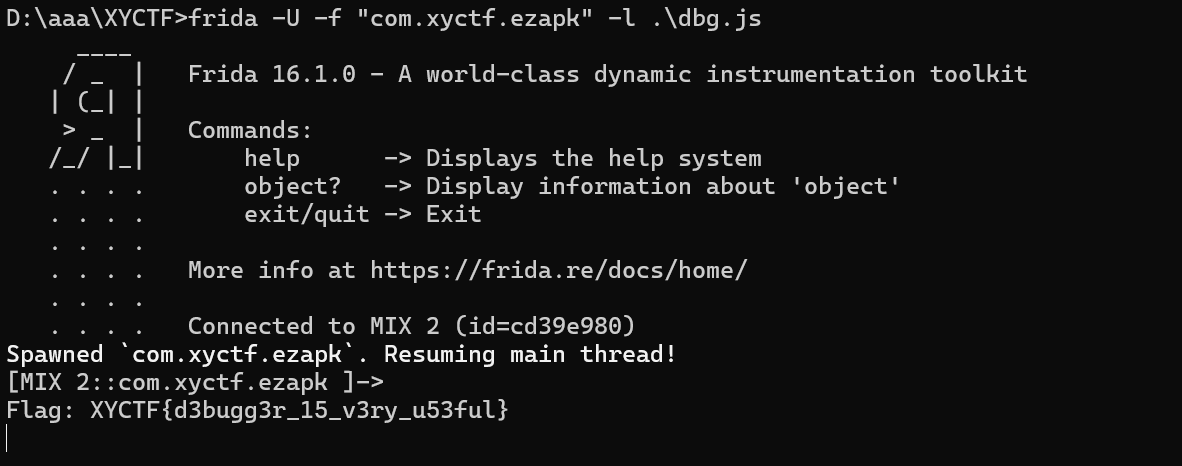 D:\aaa\XYCTF>frida -U -f "com.xyctf.ezapk" -l .\dbg.js
     ____
    / _  |   Frida 16.1.0 - A world-class dynamic instrumentation toolkit
   | (_| |
    > _  |   Commands:
   /_/ |_|       help      -> Displays the help system
   . . . .       object?   -> Display information about 'object'
   . . . .       exit/quit -> Exit
   . . . .
   . . . .   More info at https://frida.re/docs/home/
   . . . .
   . . . .   Connected to MIX 2 (id=cd39e980)
Spawned `com.xyctf.ezapk`. Resuming main thread!
[MIX 2::com.xyctf.ezapk ]->
Flag: XYCTF{d3bugg3r_15_v3ry_u53ful}